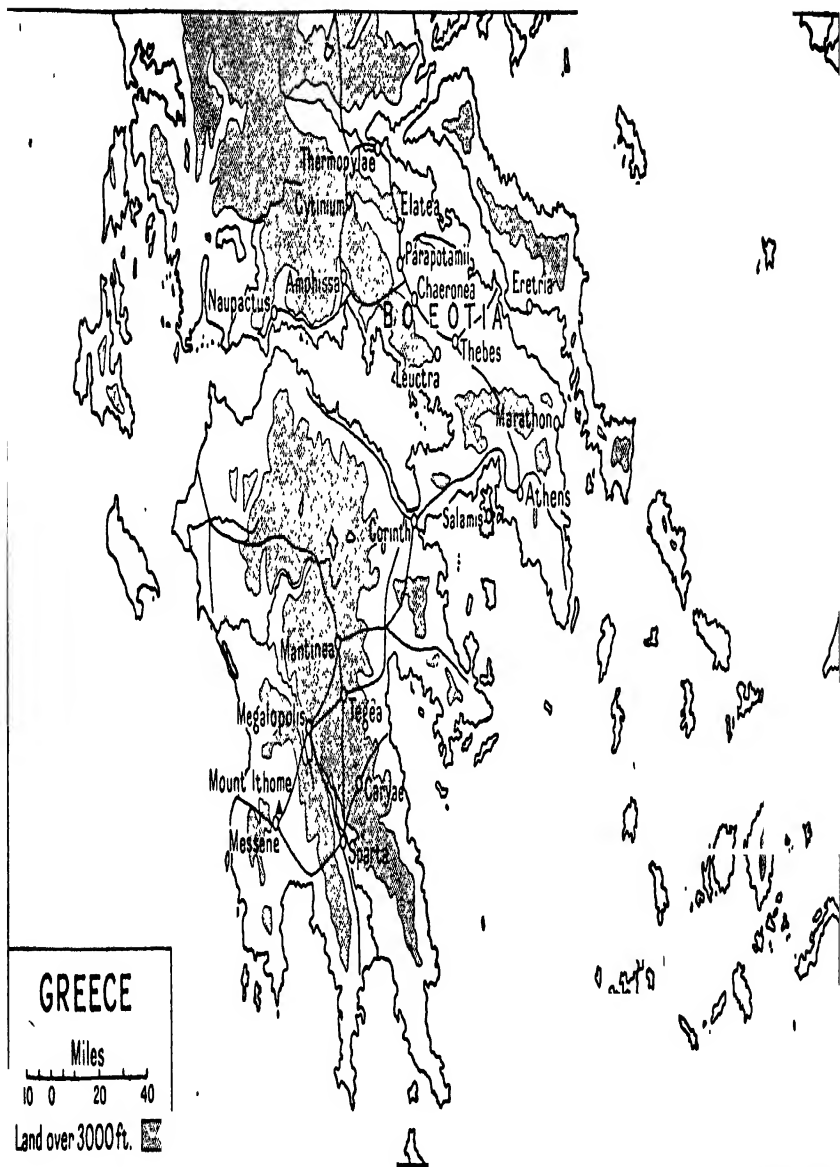 Thermopylae
Cytinium
Elatea
Parapotamii
Amphissa
Chaeronea
Eretria
Naupactus
BOEOTIA
Thebes
Leuctra
Marathon
Athens
Salamis
Corinth
Mantinea
Megalopolis
Tegea
Mount Ithome
Caryae
Messene
Sparta
GREECE
Miles
10 0 20 40
Land over 3000 ft.